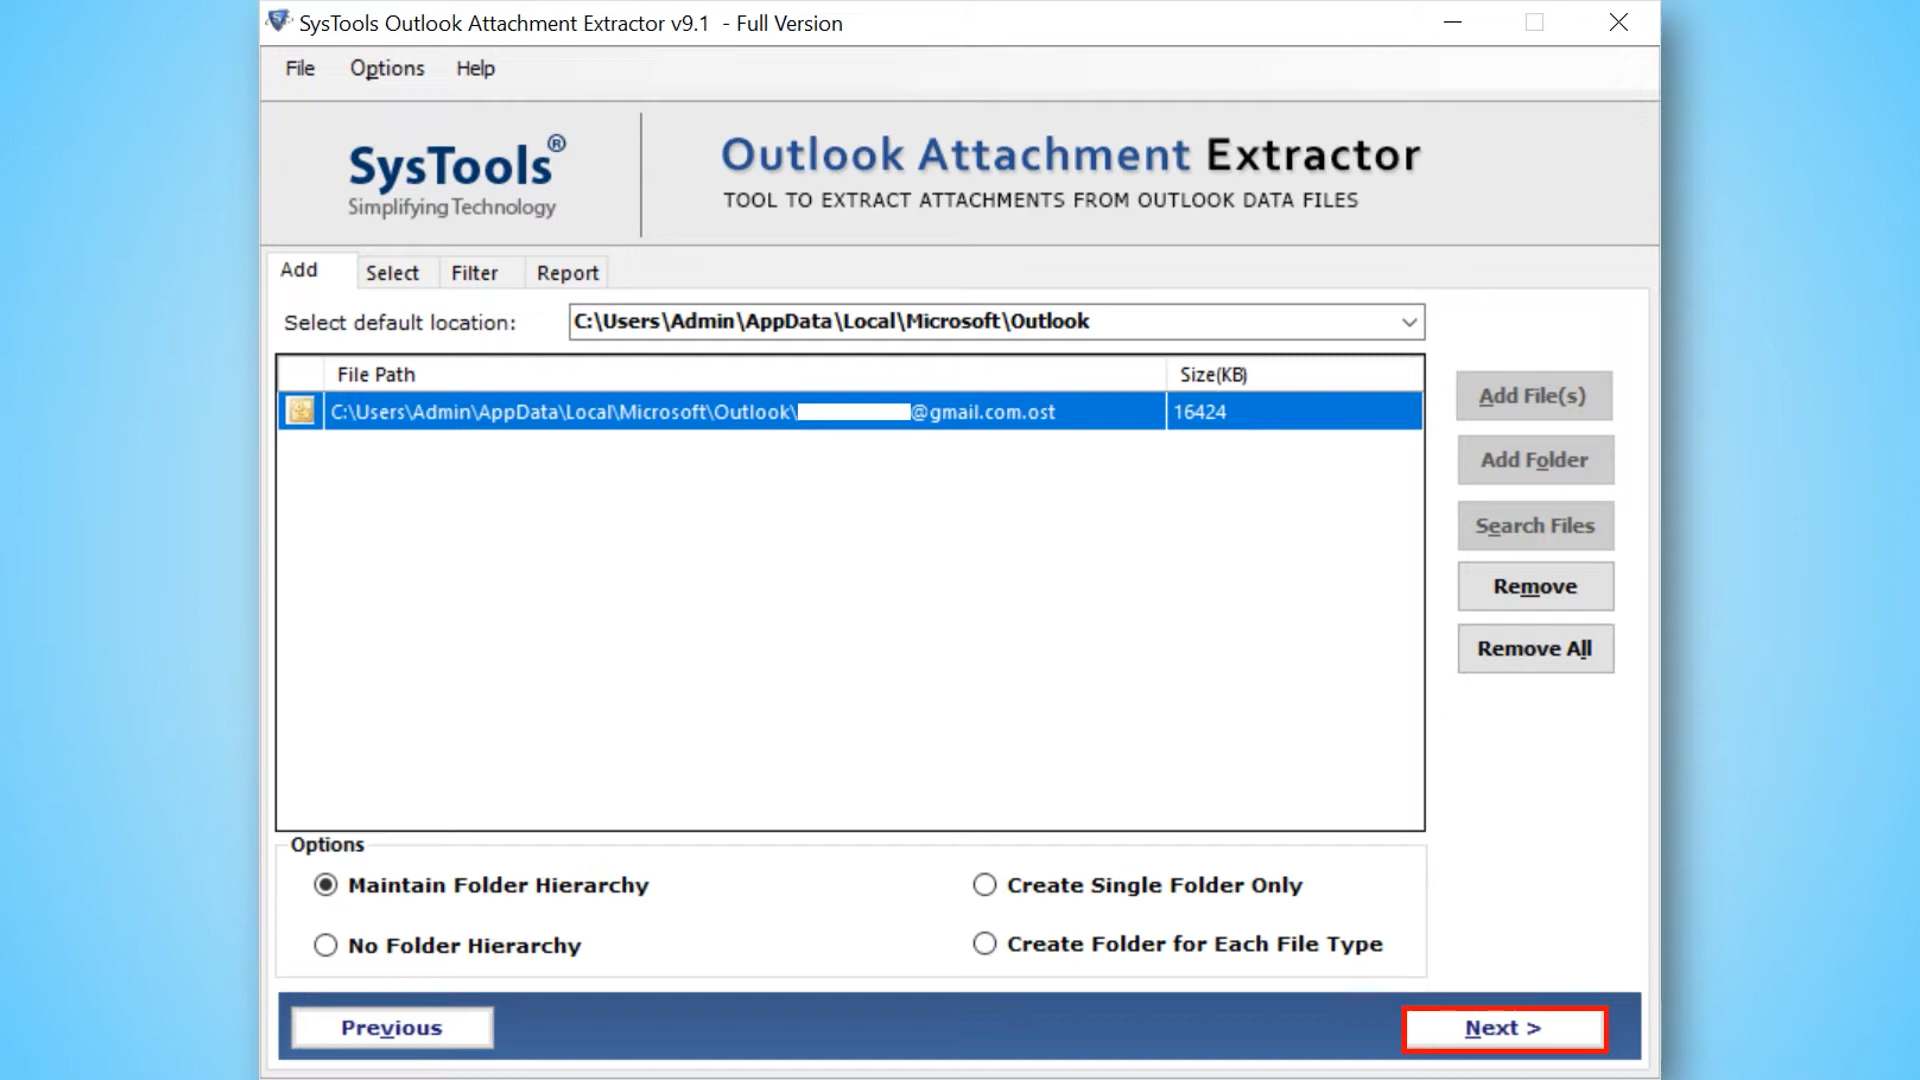 SysTools Outlook Attachment Extractor v9.1 - Full Version
File Options Help
SysTools®
Simplifying Technology
Outlook Attachment Extractor
TOOL TO EXTRACT ATTACHMENTS FROM OUTLOOK DATA FILES
Add Select Filter Report
Select default location: C:\Users\Admin\AppData\Local\Microsoft\Outlook
File Path Size(KB)
C:\Users\Admin\AppData\Local\Microsoft\Outlook\ @gmail.com.ost 16424
Add File(s)
Add Folder
Search Files
Remove
Remove All
Options
Maintain Folder Hierarchy Create Single Folder Only
No Folder Hierarchy Create Folder for Each File Type
Previous Next >